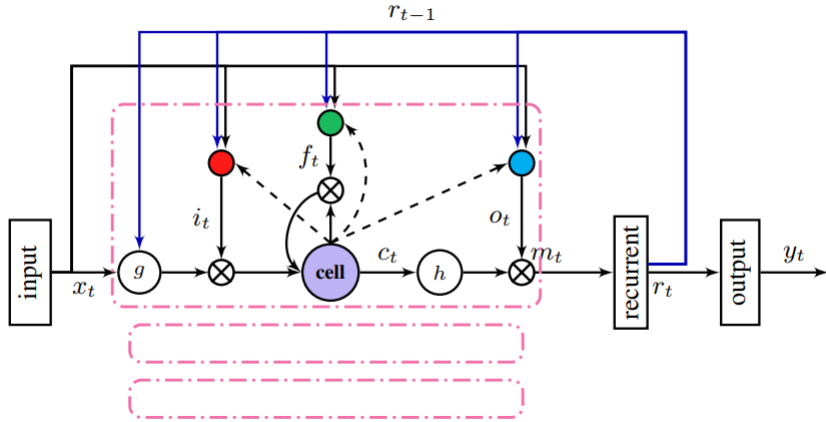 r_{t−1}
f_t
i_t
o_t
input
x_t
g
cell
c_t
h
m_t
recurrent
r_t
output
y_t